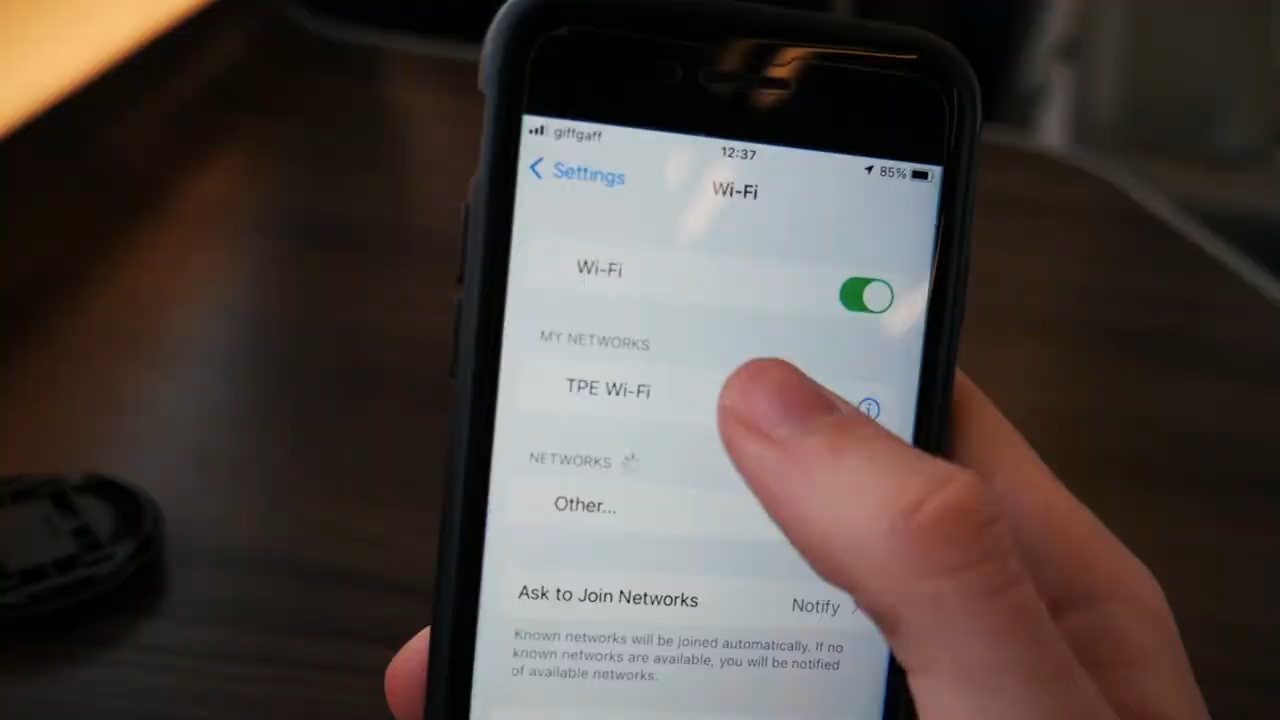 giffgaff
12:37
85%
Settings
Wi-Fi
Wi-Fi
MY NETWORKS
TPE Wi-Fi
NETWORKS
Other...
Ask to Join Networks Notify
Known networks will be joined automatically. If no
known networks are available, you will be notified
of available networks.